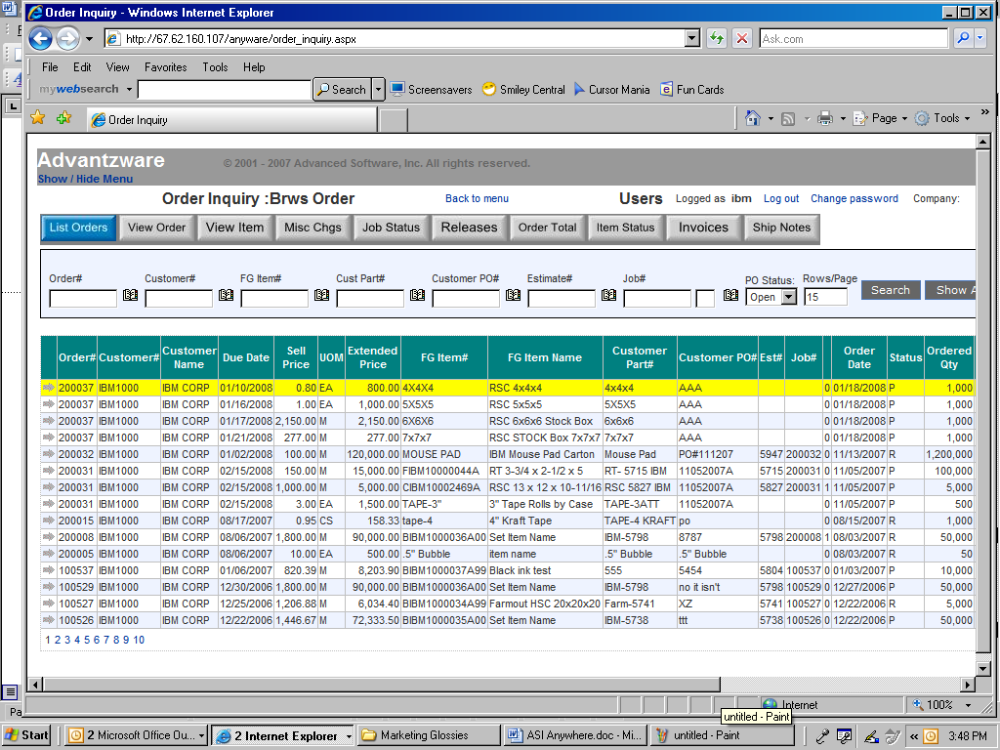 Order Inquiry - Windows Internet Explorer
http://67.62.160.107/anyware/order_inquiry.aspx
Ask.com
File Edit View Favorites Tools Help
mywebsearch Search Screensavers Smiley Central Cursor Mania Fun Cards
Order Inquiry Page Tools »
Advantzware © 2001 - 2007 Advanced Software, Inc. All rights reserved.
Show / Hide Menu
Order Inquiry :Brws Order Back to menu Users Logged as ibm Log out Change password Company:
List Orders View Order View Item Misc Chgs Job Status Releases Order Total Item Status Invoices Ship Notes
Order# Customer# FG Item# Cust Part# Customer PO# Estimate# Job# PO Status: Rows/Page
Open 15 Search Show A
Order# Customer# Customer Name Due Date Sell Price UOM Extended Price FG Item# FG Item Name Customer Part# Customer PO# Est# Job# Order Date Status Ordered Qty
200037 IBM1000 IBM CORP 01/10/2008 0.80 EA 800.00 4X4X4 RSC 4x4x4 4x4x4 AAA 0 01/18/2008 P 1,000
200037 IBM1000 IBM CORP 01/16/2008 1.00 EA 1,000.00 5X5X5 RSC 5x5x5 5X5X5 AAA 0 01/18/2008 P 1,000
200037 IBM1000 IBM CORP 01/17/2008 2,150.00 M 2,150.00 6X6X6 RSC 6x6x6 Stock Box 6x6x6 AAA 0 01/18/2008 P 1,000
200037 IBM1000 IBM CORP 01/21/2008 277.00 M 277.00 7x7x7 RSC STOCK Box 7x7x7 7x7x7 AAA 0 01/18/2008 P 1,000
200032 IBM1000 IBM CORP 01/02/2008 100.00 M 120,000.00 MOUSE PAD IBM Mouse Pad Carton Mouse Pad PO#111207 5947 200032 0 11/13/2007 R 1,200,000
200031 IBM1000 IBM CORP 02/15/2008 150.00 M 15,000.00 FIBM10000044A RT 3-3/4 x 2-1/2 x 5 RT- 5715 IBM 11052007A 5715 200031 0 11/05/2007 P 100,000
200031 IBM1000 IBM CORP 02/15/2008 1,000.00 M 5,000.00 CIBM10002469A RSC 13 x 12 x 10-11/16 RSC 5827 IBM 11052007A 5827 200031 1 11/05/2007 P 5,000
200031 IBM1000 IBM CORP 02/15/2008 3.00 EA 1,500.00 TAPE-3" 3" Tape Rolls by Case TAPE-3ATT 11052007A 0 11/05/2007 P 500
200015 IBM1000 IBM CORP 08/17/2007 0.95 CS 158.33 tape-4 4" Kraft Tape TAPE-4 KRAFT po 0 08/15/2007 R 1,000
200008 IBM1000 IBM CORP 08/06/2007 1,800.00 M 90,000.00 BIBM1000036A00 Set Item Name IBM-5798 8787 5798 200008 1 08/03/2007 R 50,000
200005 IBM1000 IBM CORP 08/06/2007 10.00 EA 500.00 .5" Bubble item name .5" Bubble .5" Bubble 0 08/03/2007 R 50
100537 IBM1000 IBM CORP 01/06/2007 820.39 M 8,203.90 BIBM1000037A99 Black ink test 555 5454 5804 100537 0 01/03/2007 P 10,000
100529 IBM1000 IBM CORP 12/30/2006 1,800.00 M 90,000.00 BIBM1000036A00 Set Item Name IBM-5798 no it isn't 5798 100529 0 12/27/2006 P 50,000
100527 IBM1000 IBM CORP 12/25/2006 1,206.88 M 6,034.40 BIBM1000034A99 Farmout HSC 20x20x20 Farm-5741 XZ 5741 100527 0 12/22/2006 R 5,000
100526 IBM1000 IBM CORP 12/22/2006 1,446.67 M 72,333.50 BIBM1000035A00 Set Item Name IBM-5738 ttt 5738 100526 0 12/22/2006 P 50,000
1 2 3 4 5 6 7 8 9 10
Internet 100%
Pa
untitled - Paint
Start 2 Microsoft Office Ou... 2 Internet Explorer Marketing Glossies ASI Anywhere.doc - Mi... untitled - Paint « 3:48 PM